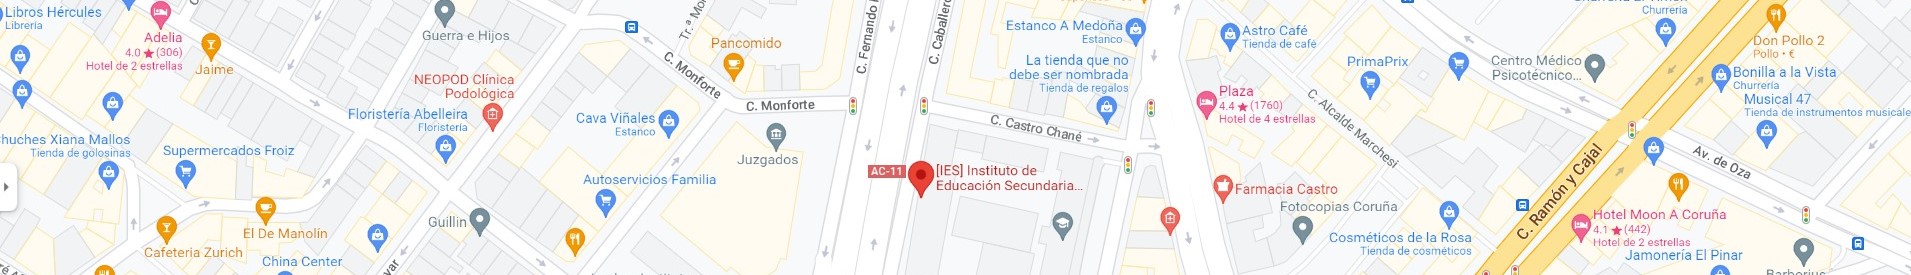 Libros Hércules
Librería
Adelia
4.0 ★ (306)
Hotel de 2 estrellas
Jaime
Guerra e Hijos
NEOPOD Clínica
Podológica
Floristería Abelleira
Floristería
Chuches Xiana Mallos
Tienda de golosinas
Supermercados Froiz
El De Manolín
Cafeteria Zurich
China Center
Guillin
Tr.ª Mon
C. Monforte
Pancomido
C. Monforte
Cava Viñales
Estanco
Autoservicios Familia
Juzgados
C. Fernando
C. Caballero
AC-11
[IES] Instituto de
Educación Secundaria...
Estanco A Medoña
Estanco
La tienda que no
debe ser nombrada
Tienda de regalos
C. Castro Chané
Astro Café
Tienda de café
Plaza
4.4 ★ (1760)
Hotel de 4 estrellas
PrimaPrix
C. Alcalde Marchesi
Farmacia Castro
Fotocopias Coruña
Cosméticos de la Rosa
Tienda de cosméticos
Churrería
Centro Médico
Psicotécnico...
Don Pollo 2
Pollo • €
Bonilla a la Vista
Churrería
Musical 47
Tienda de instrumentos musicale
Av. de Oza
C. Ramón y Cajal
Hotel Moon A Coruña
4.1 ★ (442)
Hotel de 2 estrellas
Jamonería El Pinar